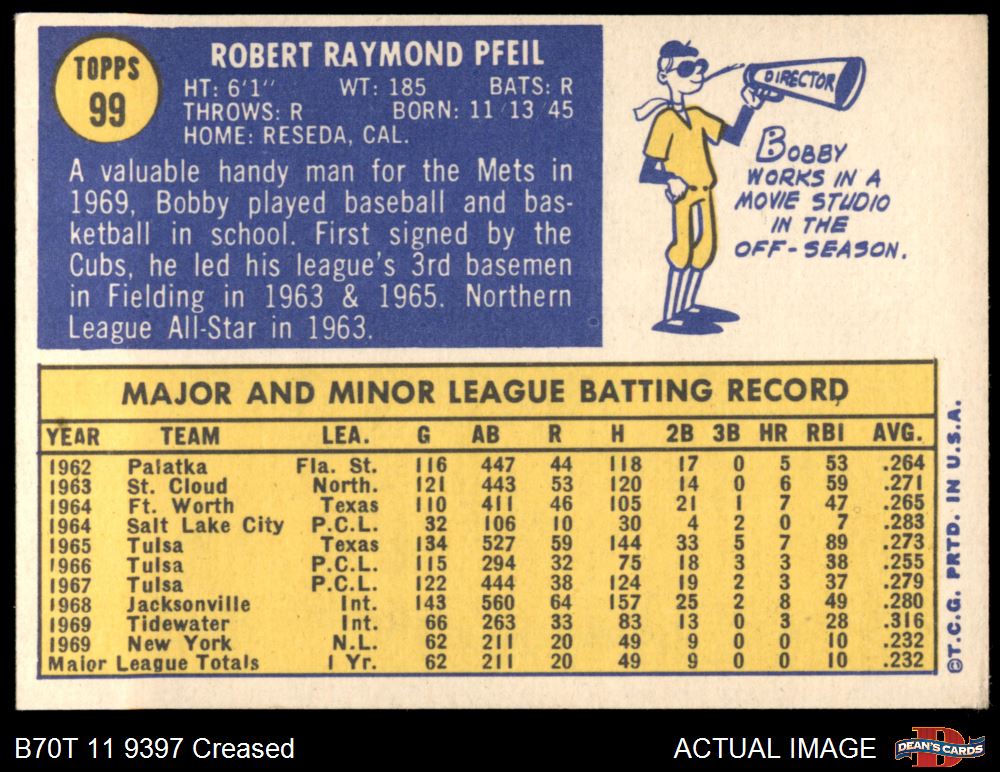 TOPPS
99
ROBERT RAYMOND PFEIL
HT: 6'1" WT: 185 BATS: R
THROWS: R BORN: 11 13 45
HOME: RESEDA, CAL.
A valuable handy man for the Mets in
1969, Bobby played baseball and bas-
ketball in school. First signed by the
Cubs, he led his league's 3rd basemen
in Fielding in 1963 & 1965. Northern
League All-Star in 1963.
DIRECTOR
BOBBY
WORKS IN A
MOVIE STUDIO
IN THE
OFF-SEASON.
MAJOR AND MINOR LEAGUE BATTING RECORD
YEAR TEAM LEA. G AB R H 2B 3B HR RBI AVG.
1962 Palatka Fla. St. 116 447 44 118 17 0 5 53 .264
1963 St. Cloud North. 121 443 53 120 14 0 6 59 .271
1964 Ft. Worth Texas 110 411 46 105 21 1 7 47 .265
1964 Salt Lake City P.C.L. 32 106 10 30 4 2 0 7 .283
1965 Tulsa Texas 134 527 59 144 33 5 7 89 .273
1966 Tulsa P.C.L. 115 294 32 75 18 3 3 38 .255
1967 Tulsa P.C.L. 122 444 38 124 19 2 3 37 .279
1968 Jacksonville Int. 143 560 64 157 25 2 8 49 .280
1969 Tidewater Int. 66 263 33 83 13 0 3 28 .316
1969 New York N.L. 62 211 20 49 9 0 0 10 .232
Major League Totals 1 Yr. 62 211 20 49 9 0 0 10 .232
©T.C.G. PRTD. IN U.S.A.
B70T 11 9397 Creased
ACTUAL IMAGE
DEAN'S CARDS